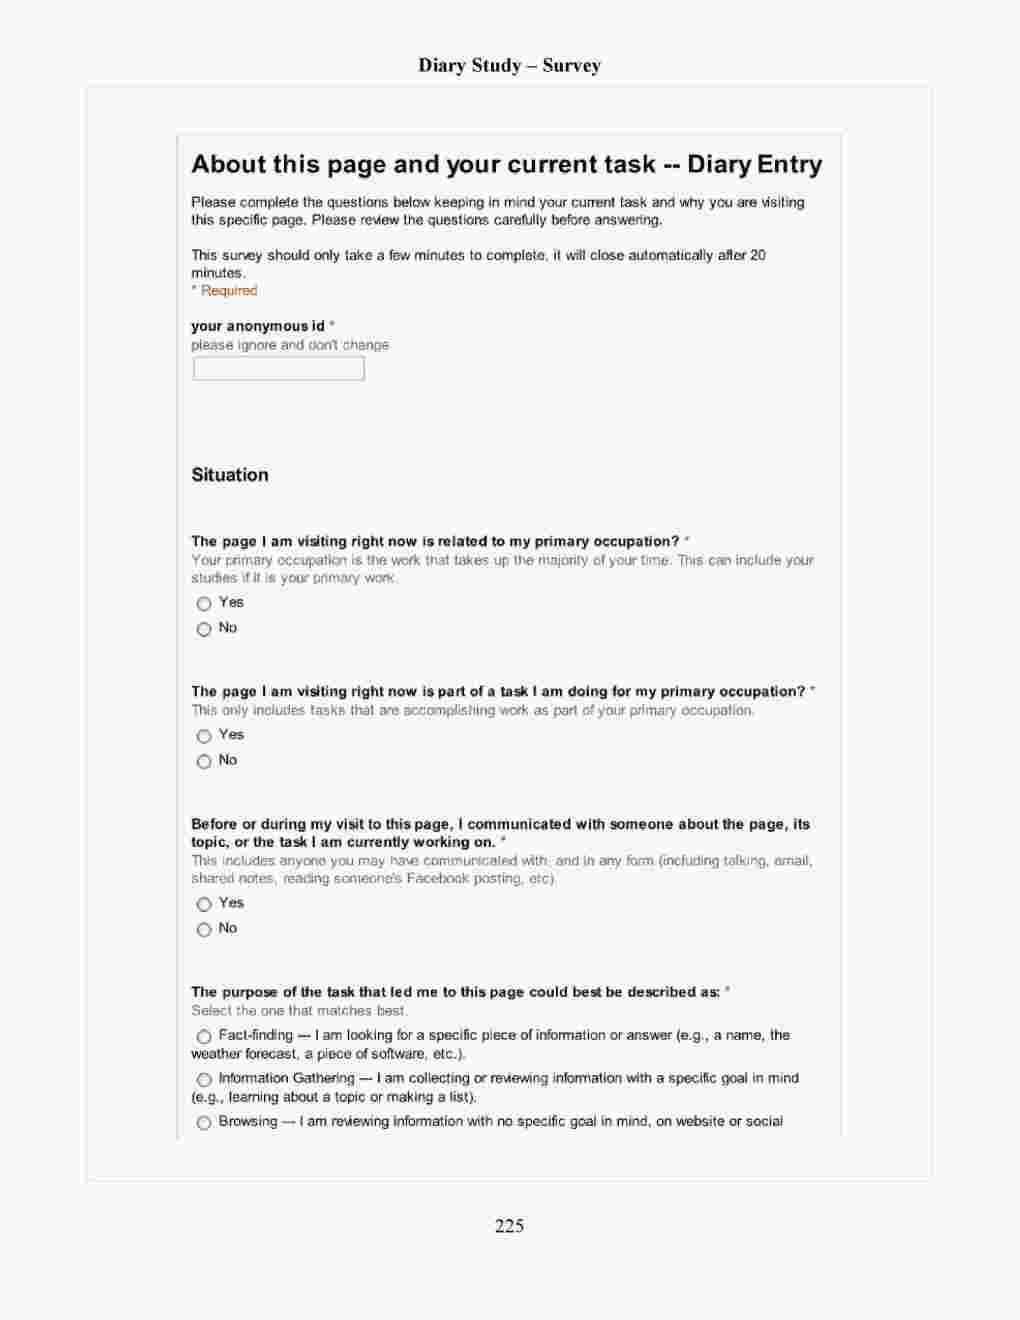 Diary Study – Survey
About this page and your current task -- Diary Entry
Please complete the questions below keeping in mind your current task and why you are visiting
this specific page. Please review the questions carefully before answering.
This survey should only take a few minutes to complete, it will close automatically after 20
minutes.
* Required
your anonymous id *
please ignore and don't change
Situation
The page I am visiting right now is related to my primary occupation? *
Your primary occupation is the work that takes up the majority of your time. This can include your
studies if it is your primary work.
Yes
No
The page I am visiting right now is part of a task I am doing for my primary occupation? *
This only includes tasks that are accomplishing work as part of your primary occupation.
Yes
No
Before or during my visit to this page, I communicated with someone about the page, its
topic, or the task I am currently working on. *
This includes anyone you may have communicated with, and in any form (including talking, email,
shared notes, reading someone's Facebook posting, etc).
Yes
No
The purpose of the task that led me to this page could best be described as: *
Select the one that matches best.
Fact-finding — I am looking for a specific piece of information or answer (e.g., a name, the
weather forecast, a piece of software, etc.).
Information Gathering — I am collecting or reviewing information with a specific goal in mind
(e.g., learning about a topic or making a list).
Browsing — I am reviewing information with no specific goal in mind, on website or social
225